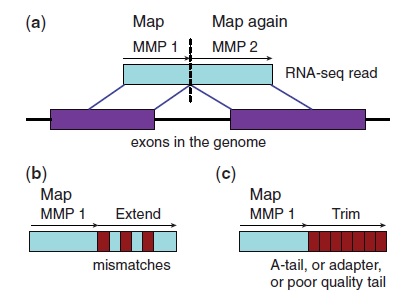 (a)
Map Map again
MMP 1 MMP 2
RNA-seq read
exons in the genome
(b) (c)
Map Map
MMP 1 Extend MMP 1 Trim
mismatches A-tail, or adapter,
or poor quality tail